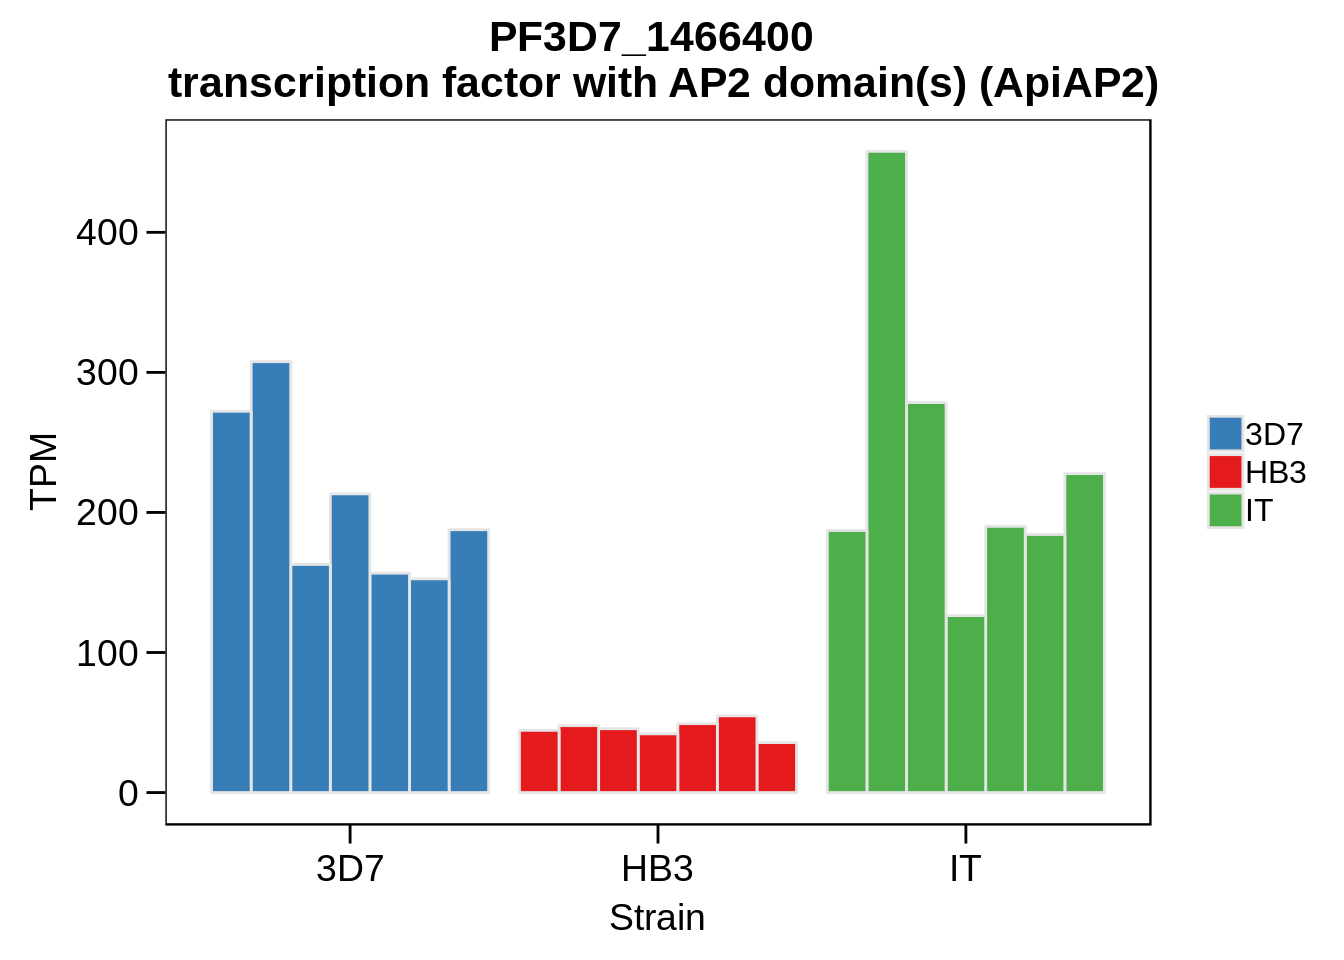 PF3D7_1466400
transcription factor with AP2 domain(s) (ApiAP2)
400
300
200
100
0
TPM
3D7
HB3
IT
Strain
3D7
HB3
IT